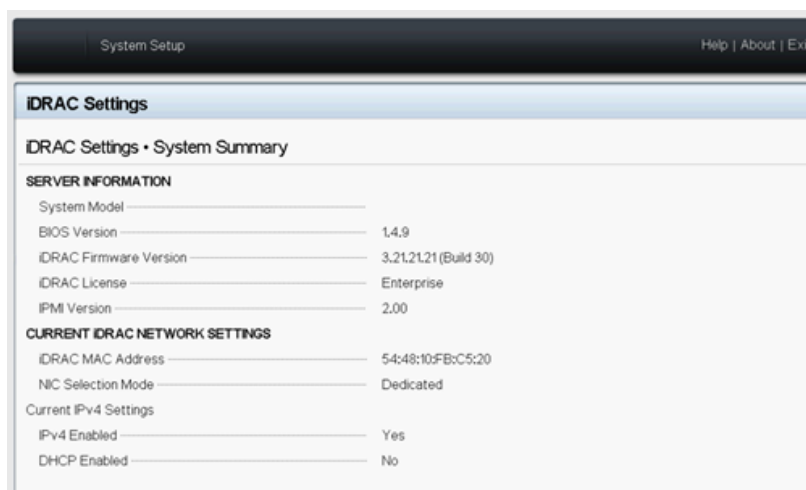 System Setup
Help | About | Exi
iDRAC Settings
iDRAC Settings • System Summary
SERVER INFORMATION
System Model
BIOS Version 1.4.9
iDRAC Firmware Version 3.21.21.21 (Build 30)
iDRAC License Enterprise
IPMI Version 2.00
CURRENT iDRAC NETWORK SETTINGS
iDRAC MAC Address 54:48:10:FB:C5:20
NIC Selection Mode Dedicated
Current IPv4 Settings
IPv4 Enabled Yes
DHCP Enabled No